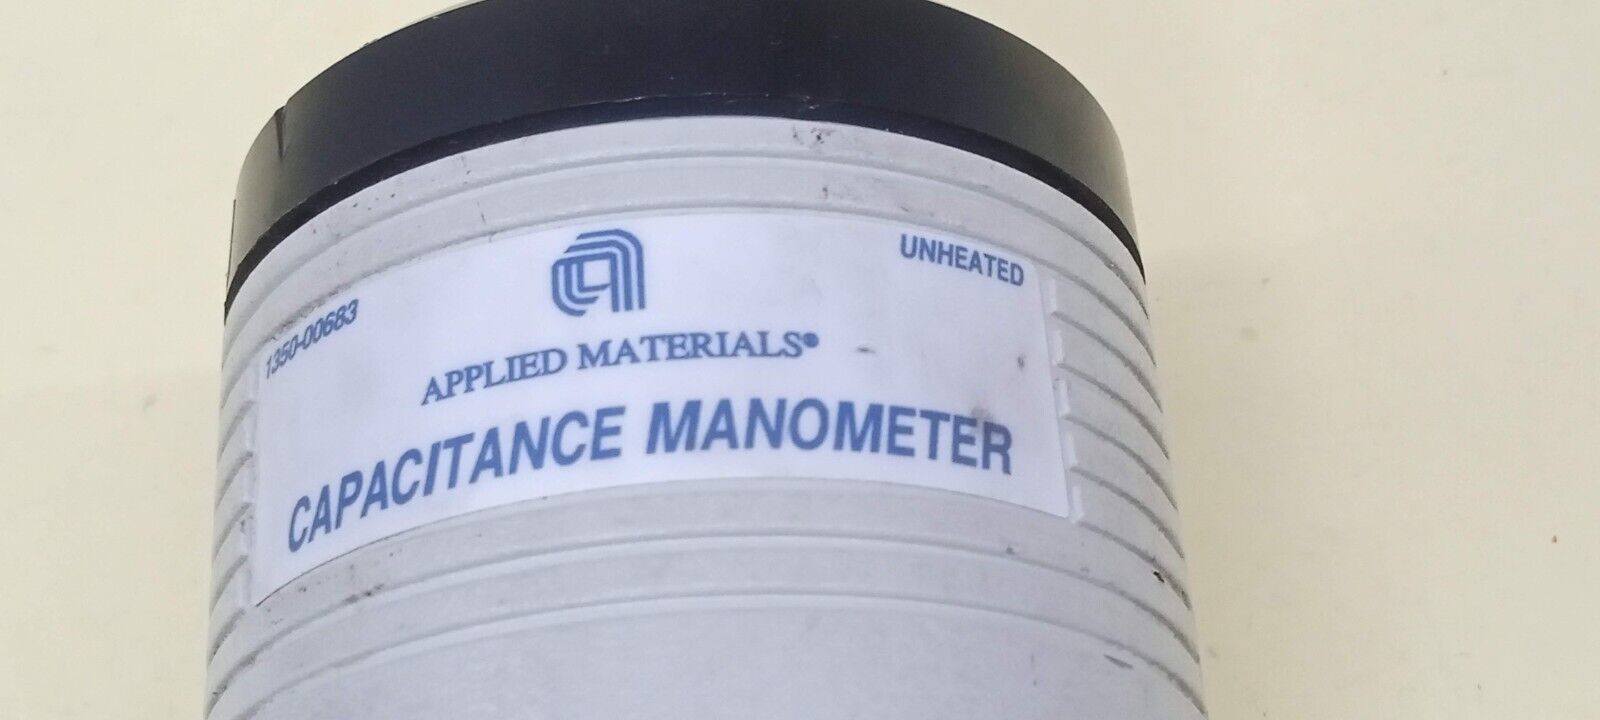 1350-00683
UNHEATED
APPLIED MATERIALS®
CAPACITANCE MANOMETER